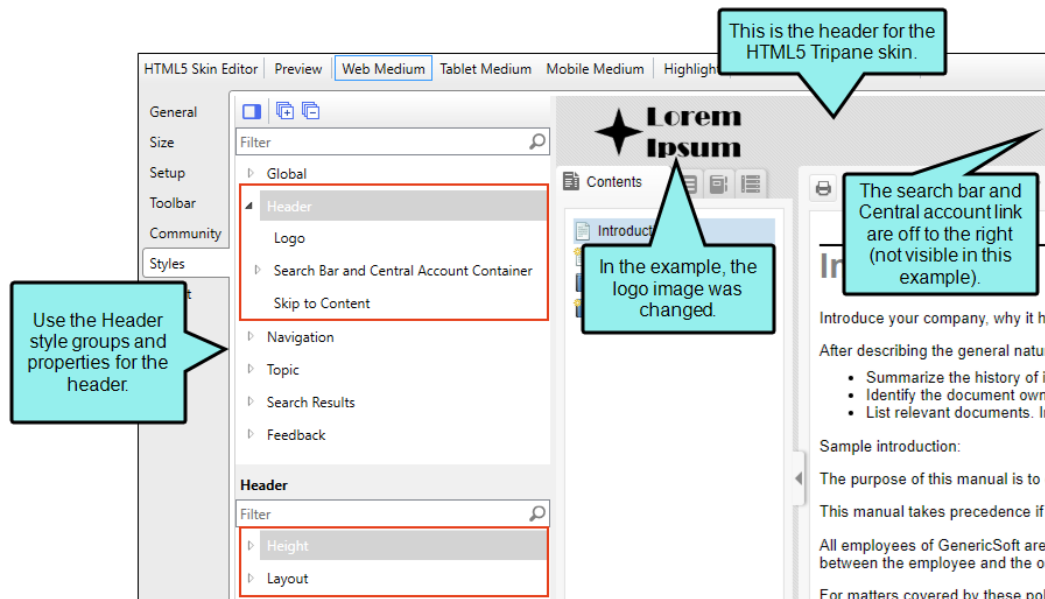 This is the header for the
HTML5 Tripane skin.
HTML5 Skin Editor Preview Web Medium Tablet Medium Mobile Medium Highlight
General
Size
Setup
Toolbar
Community
Styles
Filter
Global
Header
Logo
Search Bar and Central Account Container
Skip to Content
Navigation
Topic
Search Results
Feedback
Header
Filter
Height
Layout
Use the Header
style groups and
properties for the
header.
Lorem
Ipsum
Contents
In the example, the
logo image was
changed.
The search bar and
Central account link
are off to the right
(not visible in this
example).
Introduce your company, why it
After describing the general
• Summarize the history of
• Identify the document
• List relevant documents.
Sample introduction:
The purpose of this manual is to
This manual takes precedence if
All employees of GenericSoft are
between the employee and the
For matters covered by these